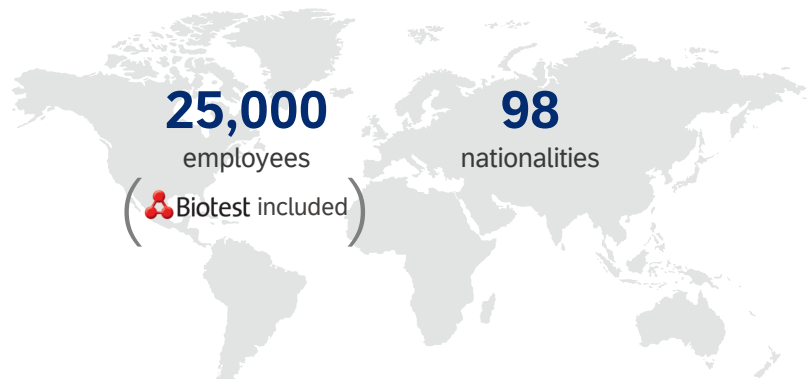 25,000
employees
(Biotest included)
98
nationalities